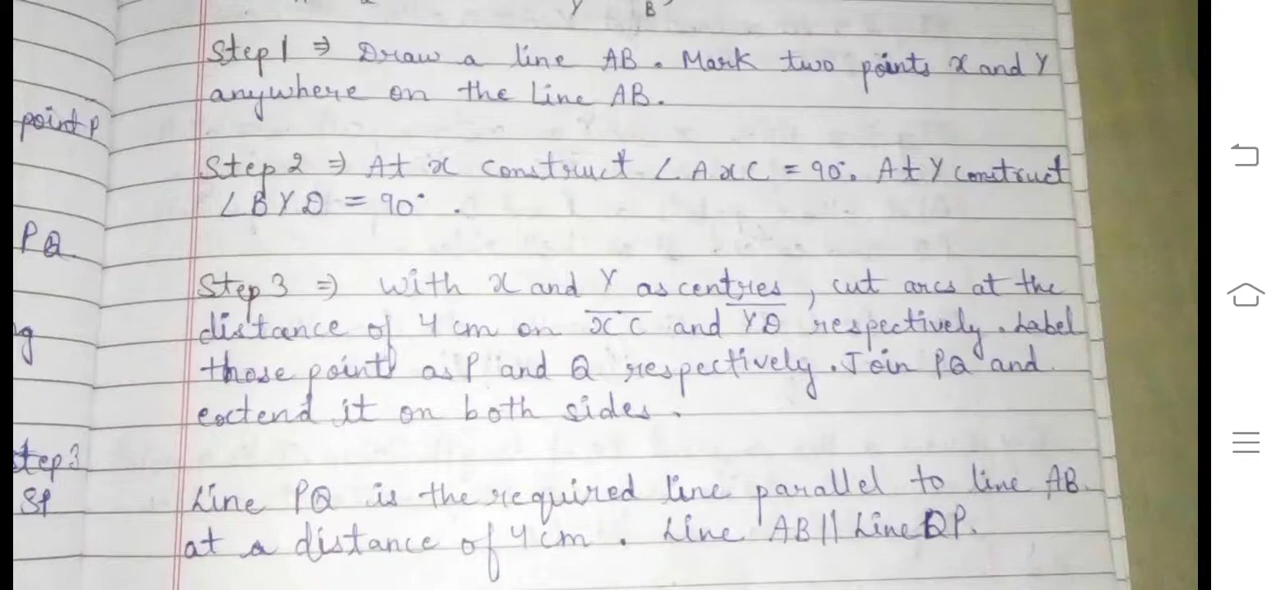 Y B
point P
PQ
g
step 3
SP
Step 1 ⇒ Draw a line AB. Mark two points x and Y
anywhere on the line AB.
Step 2 ⇒ At x construct ∠AxC = 90°. At Y construct
∠BYD = 90°.
Step 3 ⇒ with x and Y as centres, cut arcs at the
distance of 4 cm on xC and YD respectively. Label
those point as P and Q respectively. Join PQ and
extend it on both sides.
Line PQ is the required line parallel to line AB
at a distance of 4 cm. Line AB || Line QP.